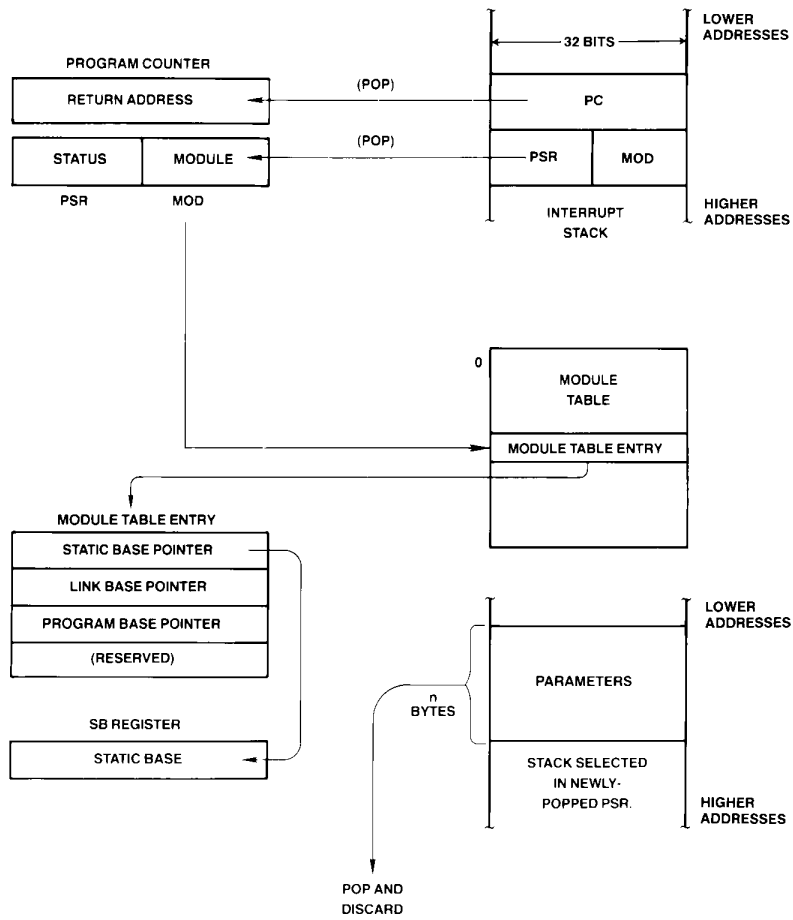 LOWER
ADDRESSES
32 BITS
PROGRAM COUNTER
RETURN ADDRESS
(POP)
PC
STATUS
MODULE
(POP)
PSR
MOD
PSR
MOD
INTERRUPT
STACK
HIGHER
ADDRESSES
0
MODULE
TABLE
MODULE TABLE ENTRY
MODULE TABLE ENTRY
STATIC BASE POINTER
LINK BASE POINTER
PROGRAM BASE POINTER
(RESERVED)
SB REGISTER
STATIC BASE
LOWER
ADDRESSES
PARAMETERS
n
BYTES
STACK SELECTED
IN NEWLY-
POPPED PSR.
HIGHER
ADDRESSES
POP AND
DISCARD